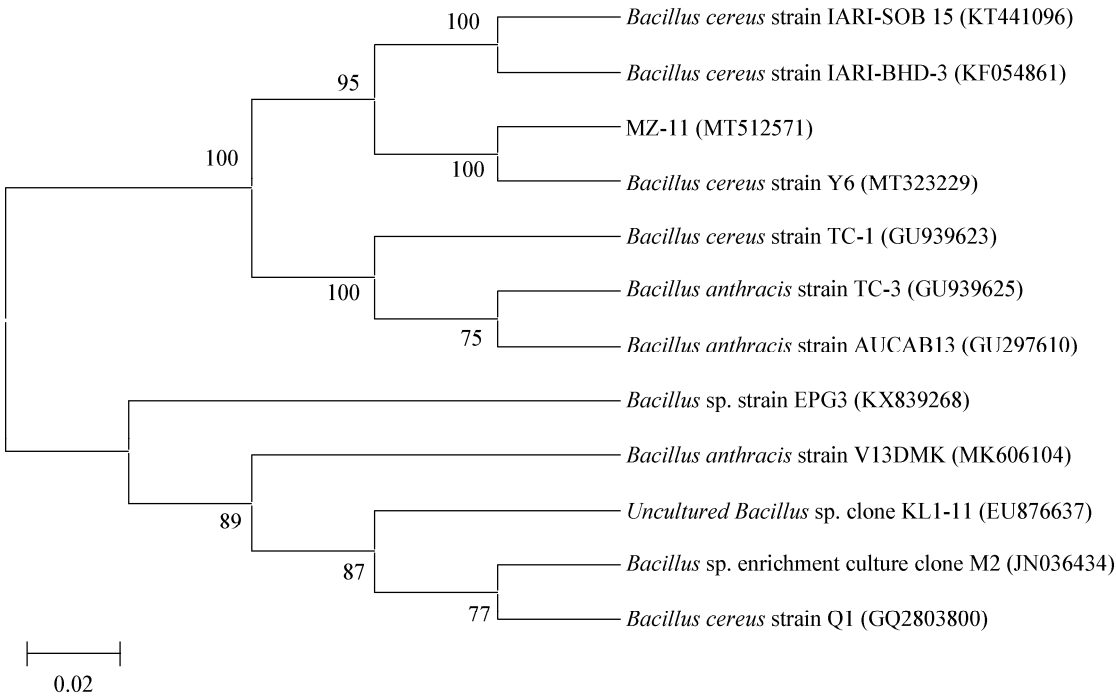 100
Bacillus cereus strain IARI-SOB 15 (KT441096)
Bacillus cereus strain IARI-BHD-3 (KF054861)
95
MZ-11 (MT512571)
100
100
Bacillus cereus strain Y6 (MT323229)
Bacillus cereus strain TC-1 (GU939623)
100
Bacillus anthracis strain TC-3 (GU939625)
75
Bacillus anthracis strain AUCAB13 (GU297610)
Bacillus sp. strain EPG3 (KX839268)
Bacillus anthracis strain V13DMK (MK606104)
89
Uncultured Bacillus sp. clone KL1-11 (EU876637)
87
Bacillus sp. enrichment culture clone M2 (JN036434)
77
Bacillus cereus strain Q1 (GQ2803800)
0.02